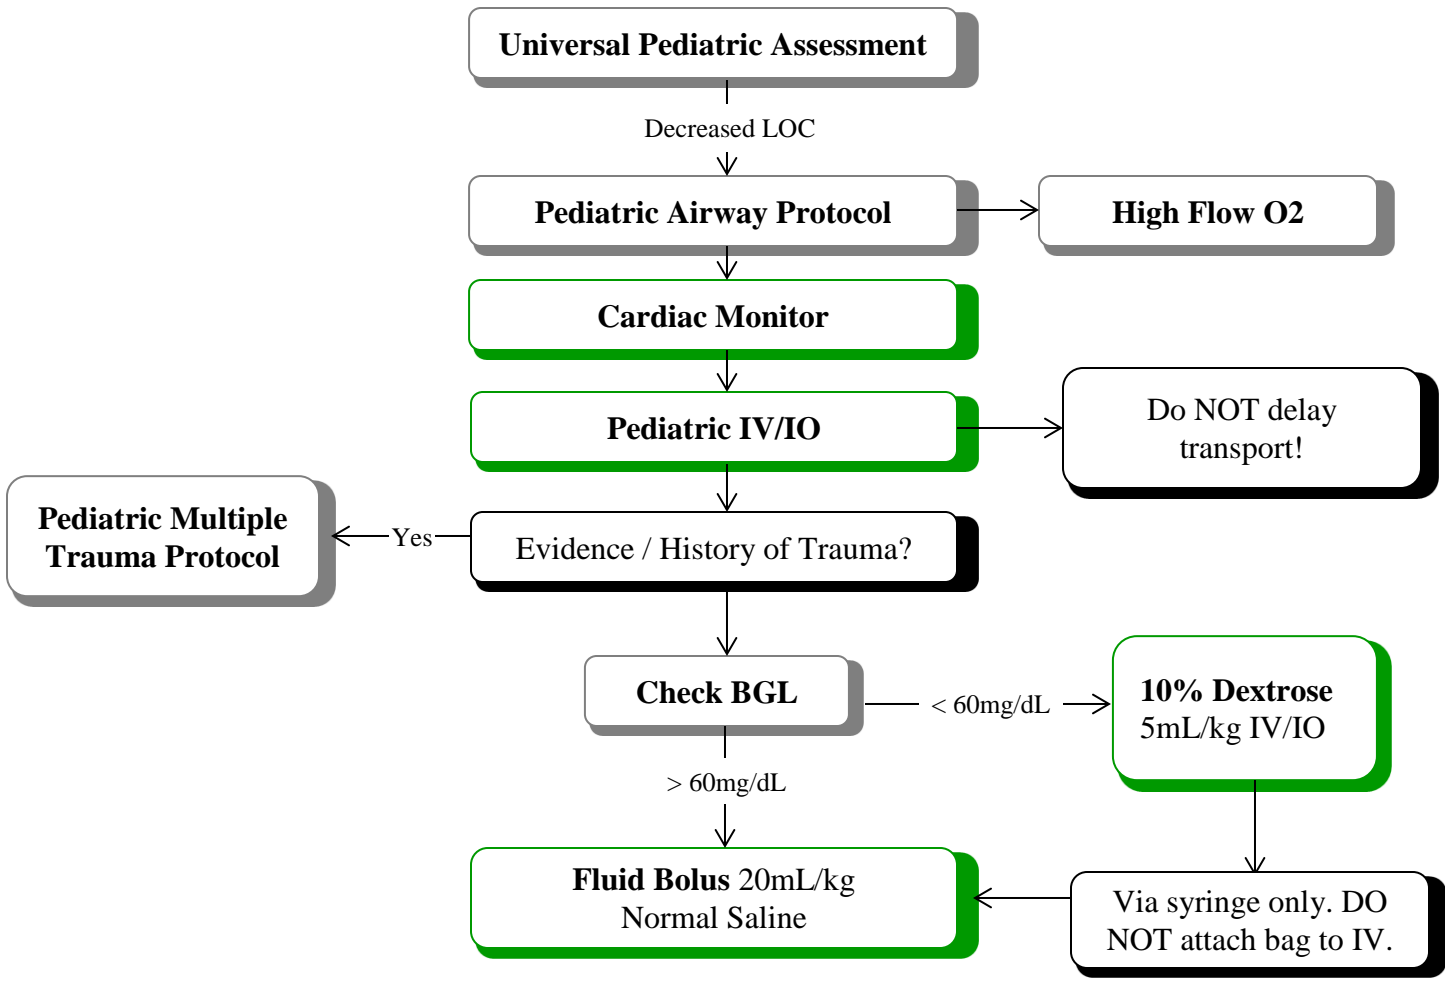 Universal Pediatric Assessment
Decreased LOC
Pediatric Airway Protocol
High Flow O2
Cardiac Monitor
Pediatric IV/IO
Do NOT delay
transport!
Pediatric Multiple
Trauma Protocol
Yes
Evidence / History of Trauma?
Check BGL
< 60mg/dL
10% Dextrose
5mL/kg IV/IO
> 60mg/dL
Fluid Bolus 20mL/kg
Normal Saline
Via syringe only. DO
NOT attach bag to IV.